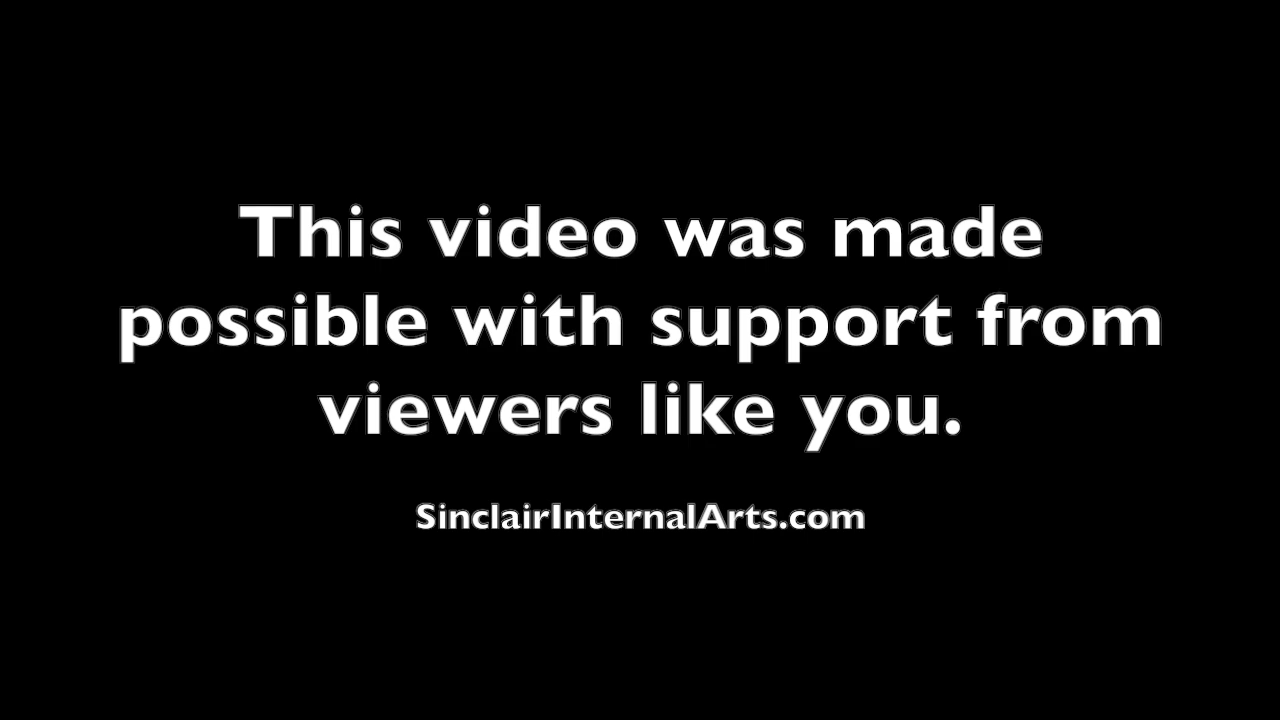 This video was made
possible with support from
viewers like you.
SinclairInternalArts.com